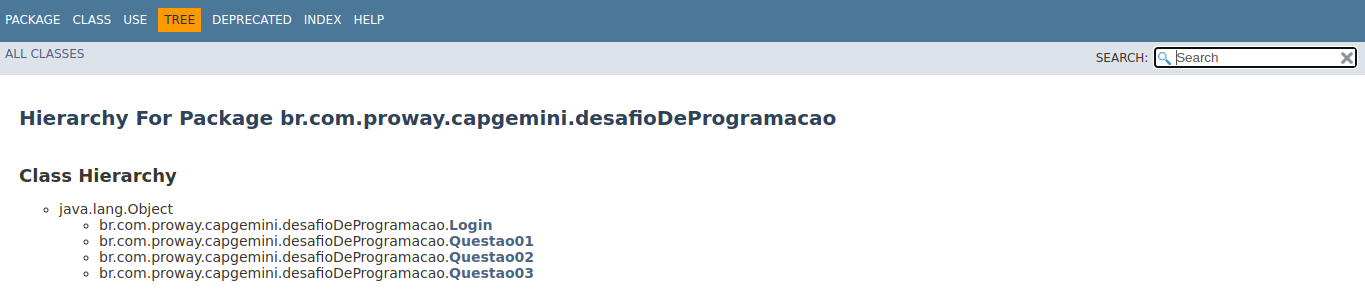 PACKAGE CLASS USE TREE DEPRECATED INDEX HELP
ALL CLASSES
SEARCH: Search
Hierarchy For Package br.com.proway.capgemini.desafioDeProgramacao
Class Hierarchy
java.lang.Object
br.com.proway.capgemini.desafioDeProgramacao.Login
br.com.proway.capgemini.desafioDeProgramacao.Questao01
br.com.proway.capgemini.desafioDeProgramacao.Questao02
br.com.proway.capgemini.desafioDeProgramacao.Questao03